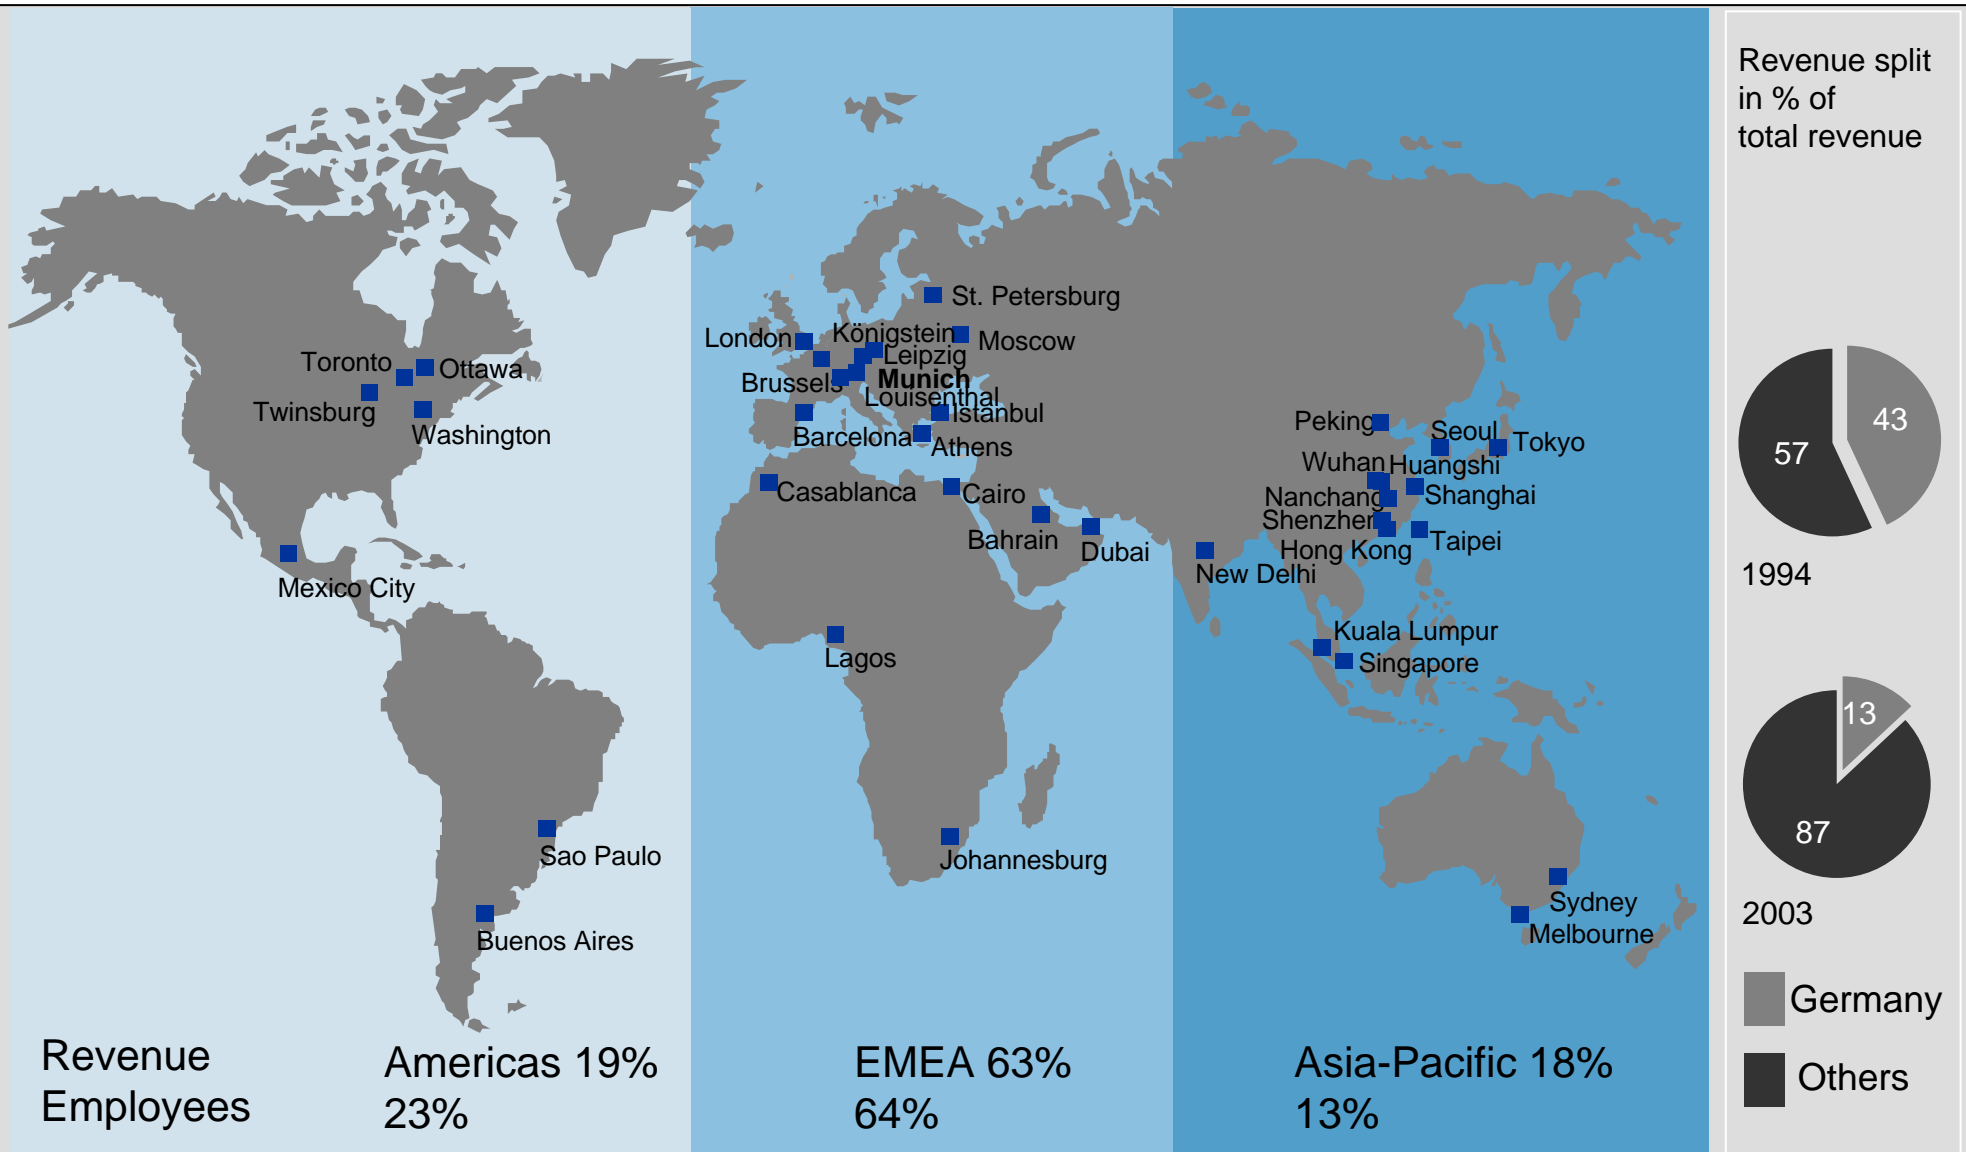 Revenue split
in % of
total revenue
St. Petersburg
London
Königstein
Moscow
Leipzig
Toronto
Ottawa
Brussels
Munich
Louisenthal
Twinsburg
Istanbul
Washington
Barcelona
Athens
Peking
Seoul
Tokyo
Wuhan
Huangshi
Casablanca
Cairo
Nanchang
Shanghai
Shenzhen
Bahrain
Dubai
Hong Kong
Taipei
New Delhi
Mexico City
Kuala Lumpur
Lagos
Singapore
Sao Paulo
Johannesburg
Sydney
Buenos Aires
Melbourne
57
43
1994
13
87
2003
Germany
Others
Revenue Americas 19% EMEA 63% Asia-Pacific 18%
Employees 23% 64% 13%